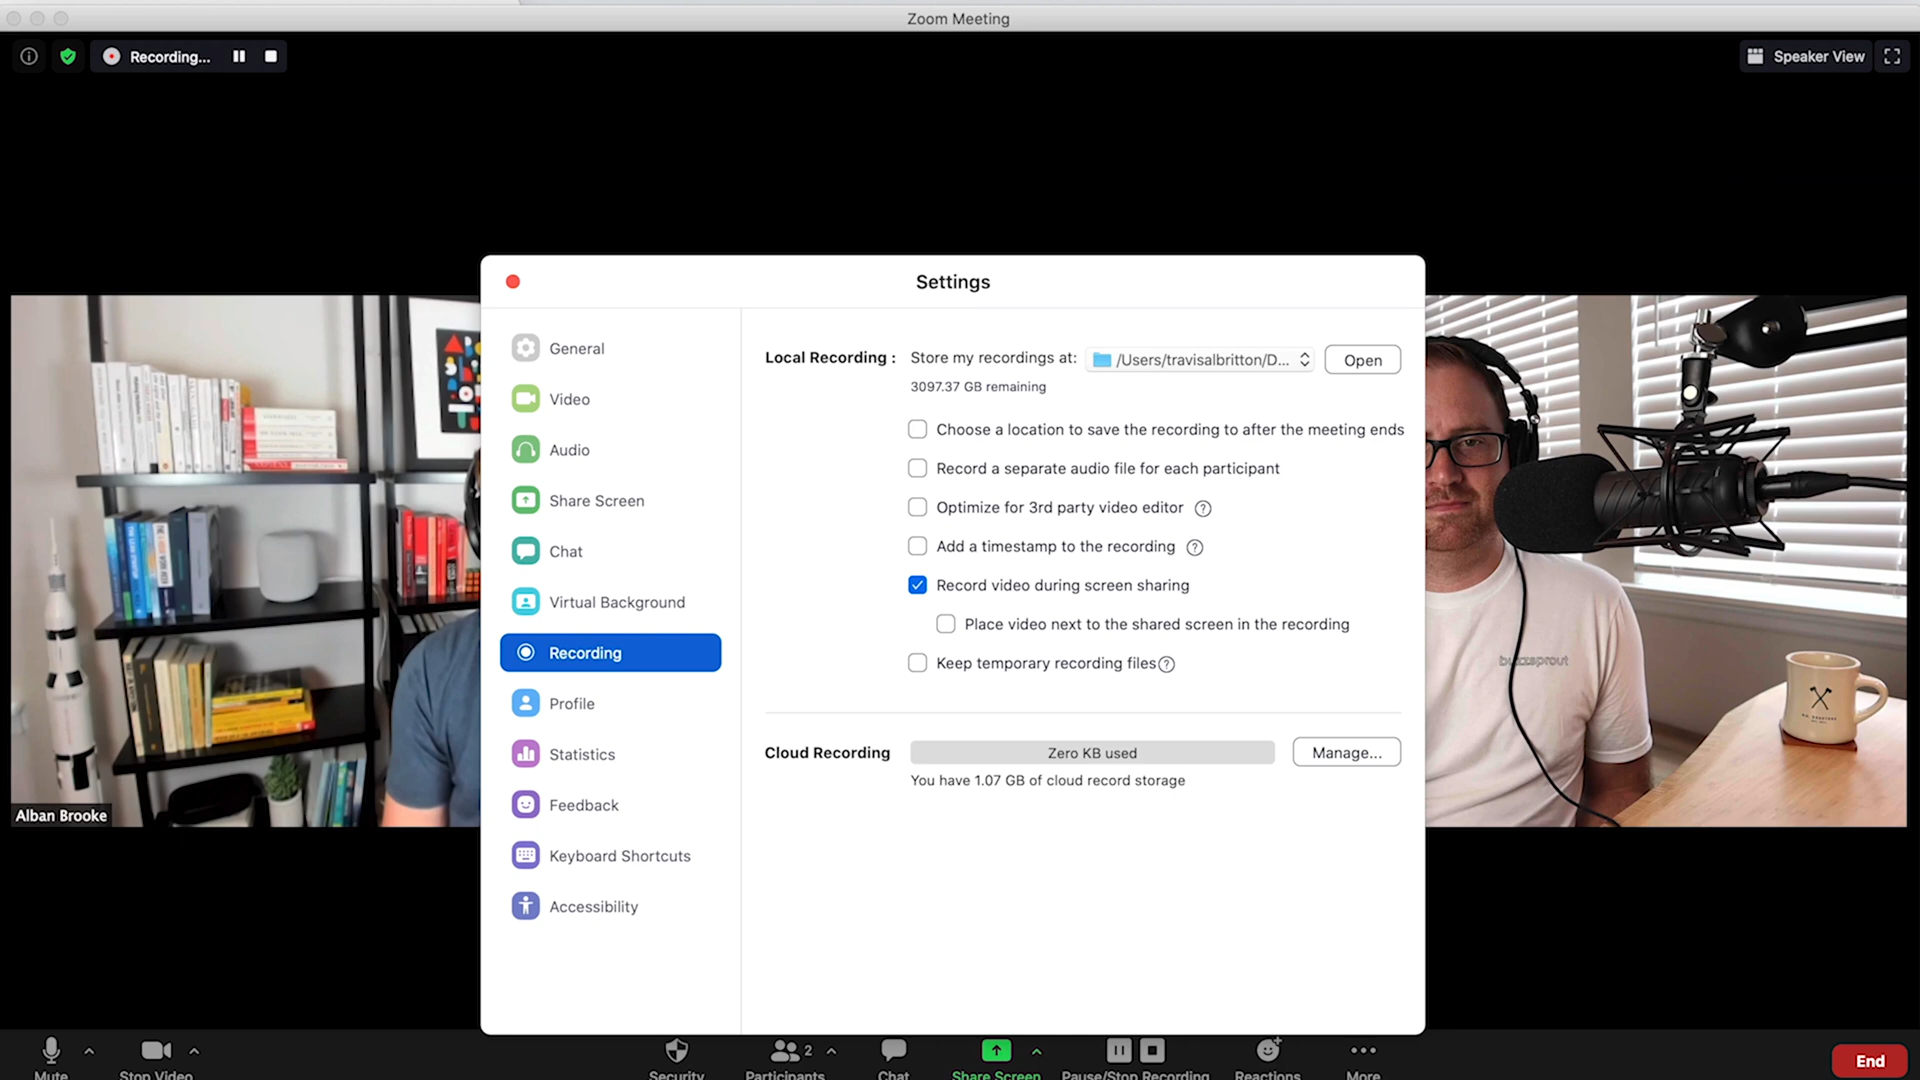 Zoom Meeting
Recording...
Speaker View
Settings
General
Video
Audio
Share Screen
Chat
Virtual Background
Recording
Profile
Statistics
Feedback
Keyboard Shortcuts
Accessibility
Local Recording :
Store my recordings at:
/Users/travisalbritton/D...
Open
3097.37 GB remaining
Choose a location to save the recording to after the meeting ends
Record a separate audio file for each participant
Optimize for 3rd party video editor
Add a timestamp to the recording
Record video during screen sharing
Place video next to the shared screen in the recording
Keep temporary recording files
Cloud Recording
Zero KB used
Manage...
You have 1.07 GB of cloud record storage
buzzsprout
Alban Brooke
Mute
Stop Video
Security
Participants
2
Chat
Share Screen
Pause/Stop Recording
Reactions
More
End